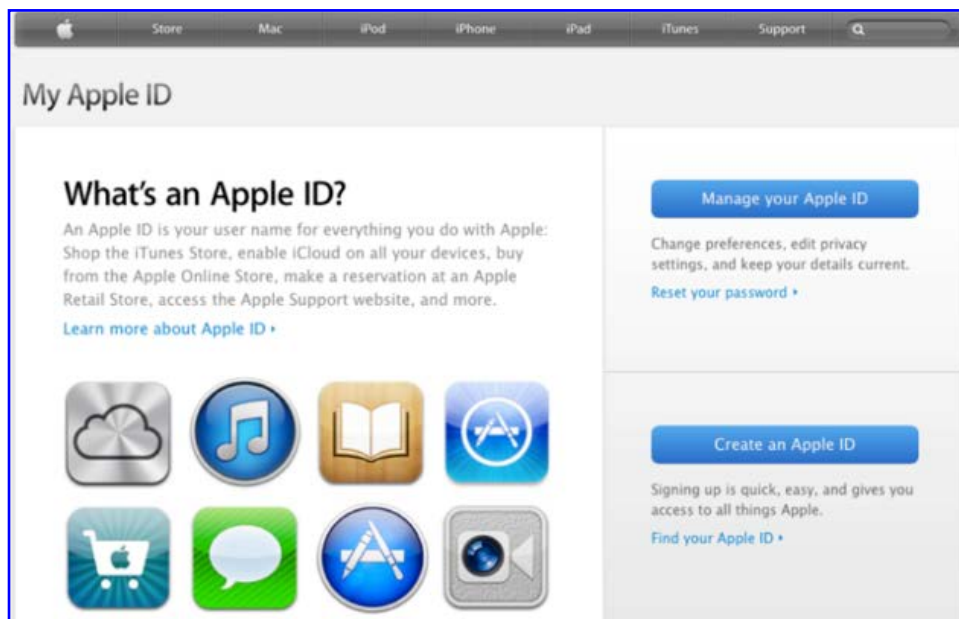 Store Mac iPod iPhone iPad iTunes Support
My Apple ID
What's an Apple ID?
An Apple ID is your user name for everything you do with Apple:
Shop the iTunes Store, enable iCloud on all your devices, buy
from the Apple Online Store, make a reservation at an Apple
Retail Store, access the Apple Support website, and more.
Learn more about Apple ID ›
Manage your Apple ID
Change preferences, edit privacy
settings, and keep your details current.
Reset your password ›
Create an Apple ID
Signing up is quick, easy, and gives you
access to all things Apple.
Find your Apple ID ›